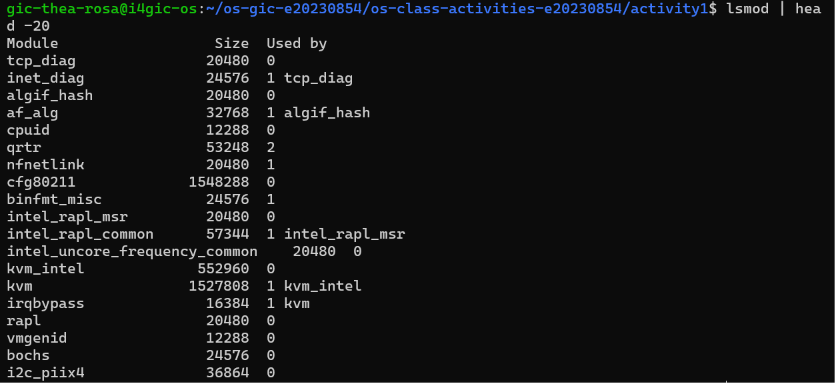 gic-thea-rosa@i4gic-os:~/os-gic-e20230854/os-class-activities-e20230854/activity1$ lsmod | hea
d -20
Module                  Size  Used by
tcp_diag               20480  0
inet_diag              24576  1 tcp_diag
algif_hash             20480  0
af_alg                 32768  1 algif_hash
cpuid                  12288  0
qrtr                   53248  2
nfnetlink              20480  1
cfg80211             1548288  0
binfmt_misc            24576  1
intel_rapl_msr         20480  0
intel_rapl_common      57344  1 intel_rapl_msr
intel_uncore_frequency_common    20480  0
kvm_intel             552960  0
kvm                  1527808  1 kvm_intel
irqbypass              16384  1 kvm
rapl                   20480  0
vmgenid                12288  0
bochs                  24576  0
i2c_piix4              36864  0